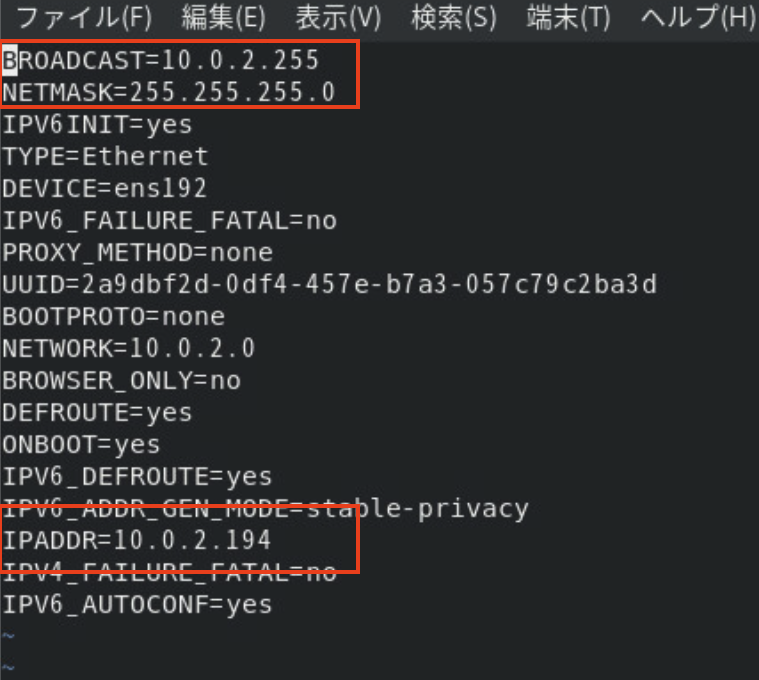 ファイル(F) 編集(E) 表示(V) 検索(S) 端末(T) ヘルプ(H)
BROADCAST=10.0.2.255
NETMASK=255.255.255.0
IPV6INIT=yes
TYPE=Ethernet
DEVICE=ens192
IPV6_FAILURE_FATAL=no
PROXY_METHOD=none
UUID=2a9dbf2d-0df4-457e-b7a3-057c79c2ba3d
BOOTPROTO=none
NETWORK=10.0.2.0
BROWSER_ONLY=no
DEFROUTE=yes
ONBOOT=yes
IPV6_DEFROUTE=yes
IPV6_ADDR_GEN_MODE=stable-privacy
IPADDR=10.0.2.194
IPV4_FAILURE_FATAL=no
IPV6_AUTOCONF=yes
~
~